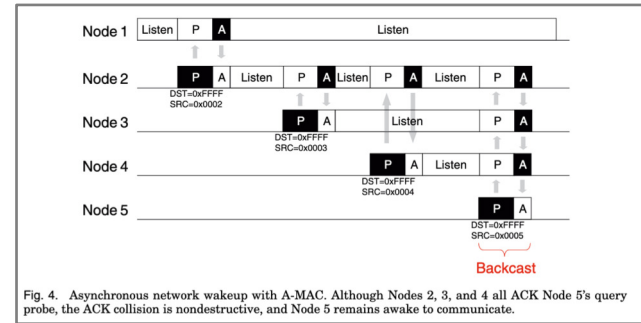 Node 1 Listen P A Listen
Node 2 P A Listen P A Listen P A Listen P A
DST=0xFFFF
SRC=0x0002
Node 3 P A Listen P A
DST=0xFFFF
SRC=0x0003
Node 4 P A Listen P A
DST=0xFFFF
SRC=0x0004
Node 5 P A
DST=0xFFFF
SRC=0x0005
Backcast
Fig. 4. Asynchronous network wakeup with A-MAC. Although Nodes 2, 3, and 4 all ACK Node 5's query
probe, the ACK collision is nondestructive, and Node 5 remains awake to communicate.